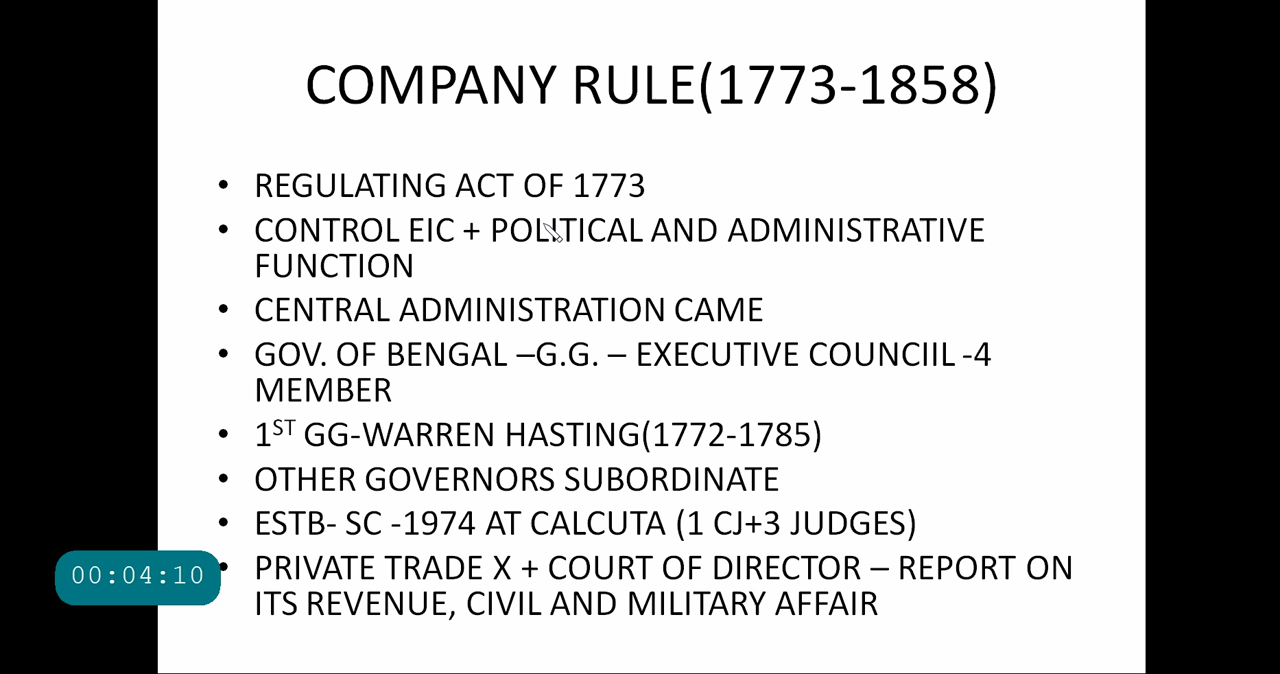 COMPANY RULE(1773-1858)
• REGULATING ACT OF 1773
• CONTROL EIC + POLITICAL AND ADMINISTRATIVE
FUNCTION
• CENTRAL ADMINISTRATION CAME
• GOV. OF BENGAL –G.G. – EXECUTIVE COUNCIIL -4
MEMBER
• 1ST GG-WARREN HASTING(1772-1785)
• OTHER GOVERNORS SUBORDINATE
• ESTB- SC -1974 AT CALCUTA (1 CJ+3 JUDGES)
• PRIVATE TRADE X + COURT OF DIRECTOR – REPORT ON
ITS REVENUE, CIVIL AND MILITARY AFFAIR
00:04:10